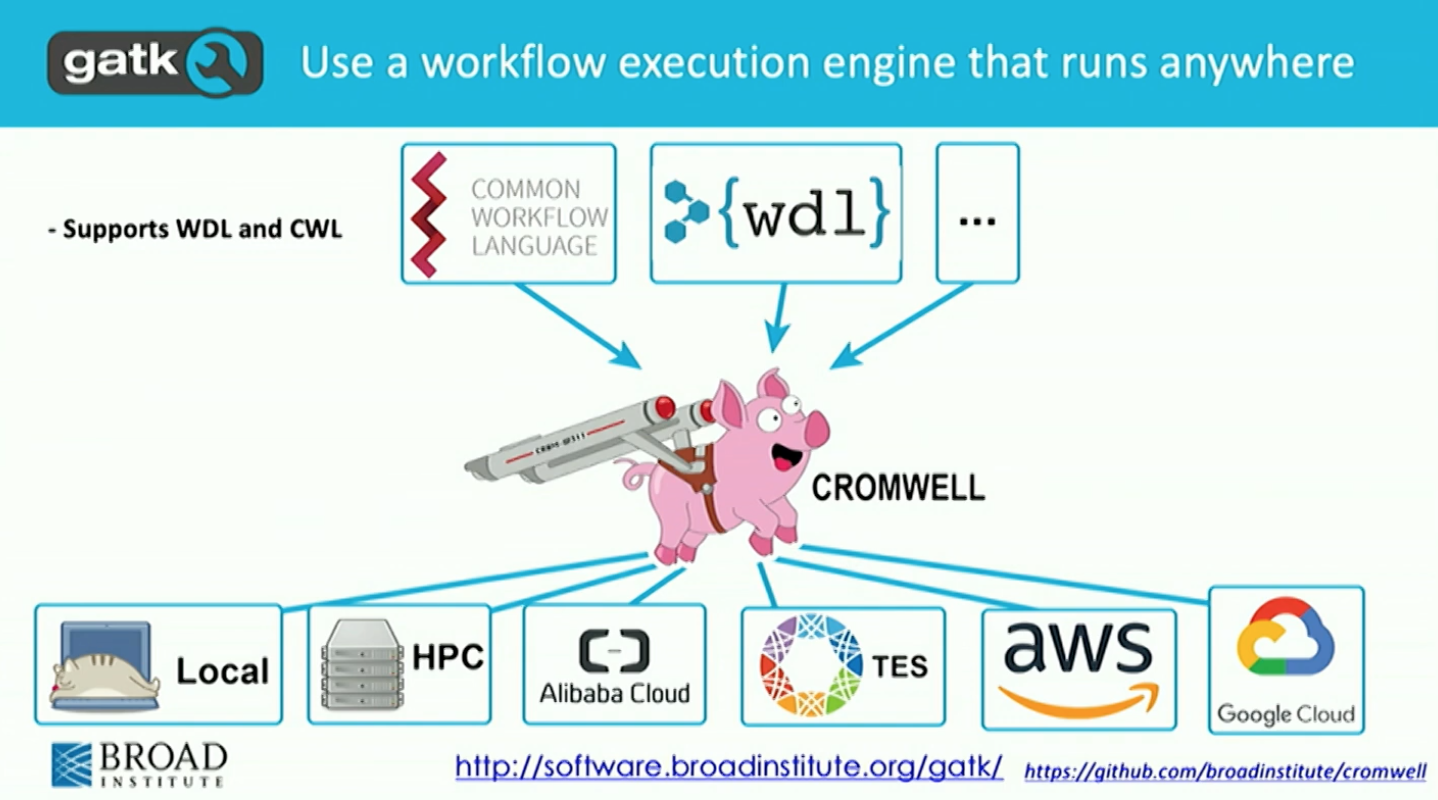 gatk
Use a workflow execution engine that runs anywhere
- Supports WDL and CWL
COMMON
WORKFLOW
LANGUAGE
{wdl}
...
CROMWELL
Local
HPC
Alibaba Cloud
TES
aws
Google Cloud
BROAD
INSTITUTE
http://software.broadinstitute.org/gatk/
https://github.com/broadinstitute/cromwell